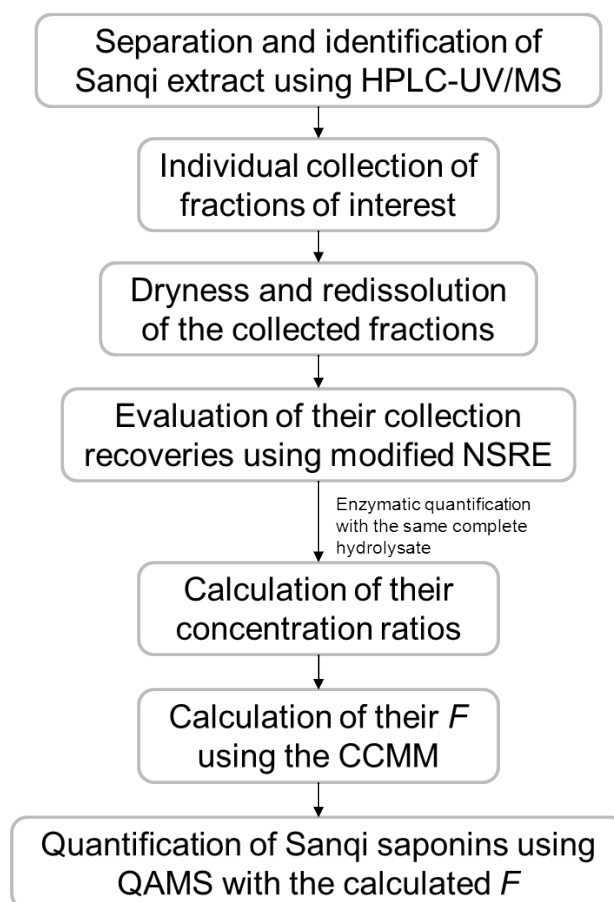 Separation and identification of
Sanqi extract using HPLC-UV/MS
Individual collection of
fractions of interest
Dryness and redissolution
of the collected fractions
Evaluation of their collection
recoveries using modified NSRE
Enzymatic quantification
with the same complete
hydrolysate
Calculation of their
concentration ratios
Calculation of their F
using the CCMM
Quantification of Sanqi saponins using
QAMS with the calculated F